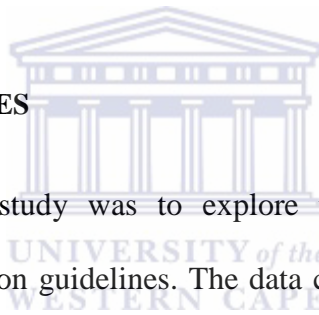 ES
study was to explore
UNIVERSITY of the
on guidelines. The data c
WESTERN CAPE